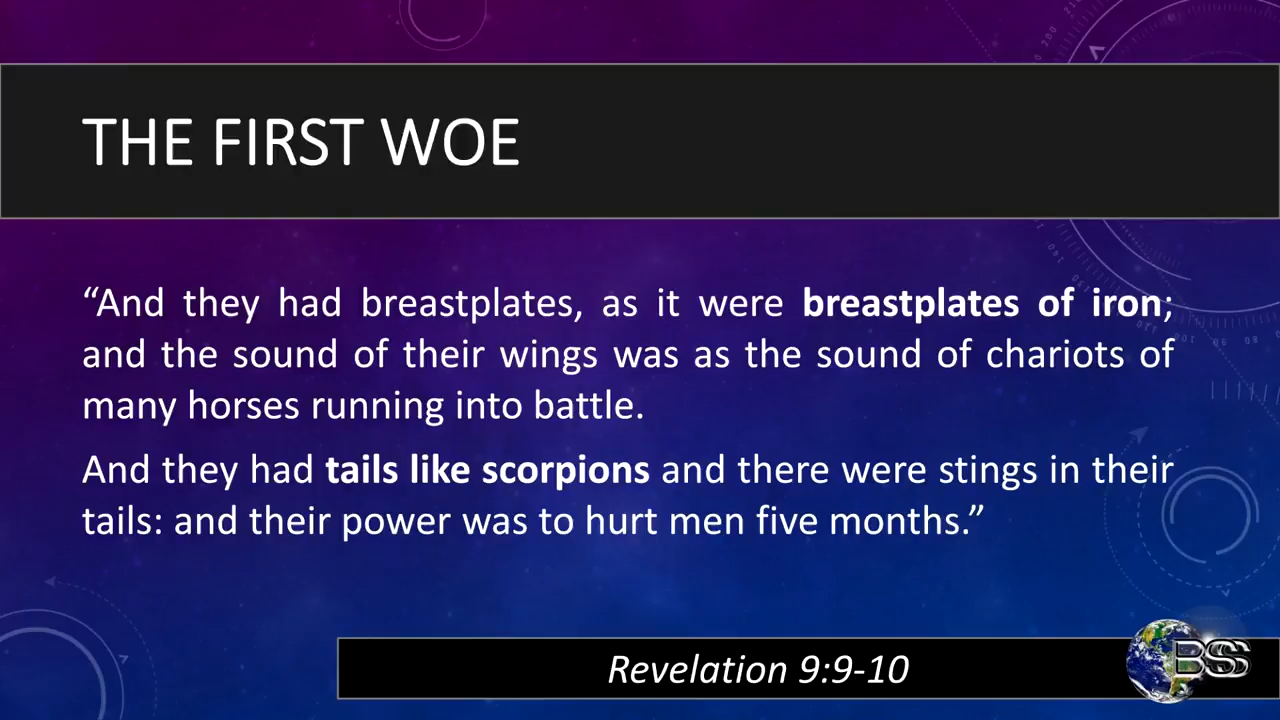 THE FIRST WOE
“And they had breastplates, as it were breastplates of iron;
and the sound of their wings was as the sound of chariots of
many horses running into battle.
And they had tails like scorpions and there were stings in their
tails: and their power was to hurt men five months.”
Revelation 9:9-10
BSS